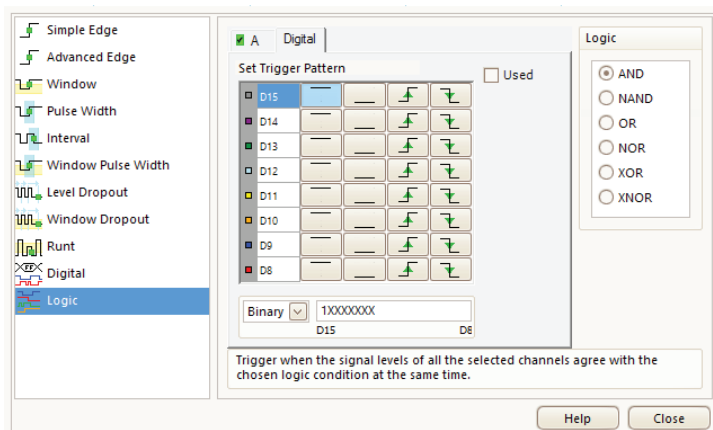 Simple Edge
Advanced Edge
Window
Pulse Width
Interval
Window Pulse Width
Level Dropout
Window Dropout
Runt
Digital
Logic
A Digital
Set Trigger Pattern
Used
D15
D14
D13
D12
D11
D10
D9
D8
Binary 1XXXXXXX
D15 D8
Logic
AND
NAND
OR
NOR
XOR
XNOR
Trigger when the signal levels of all the selected channels agree with the
chosen logic condition at the same time.
Help Close